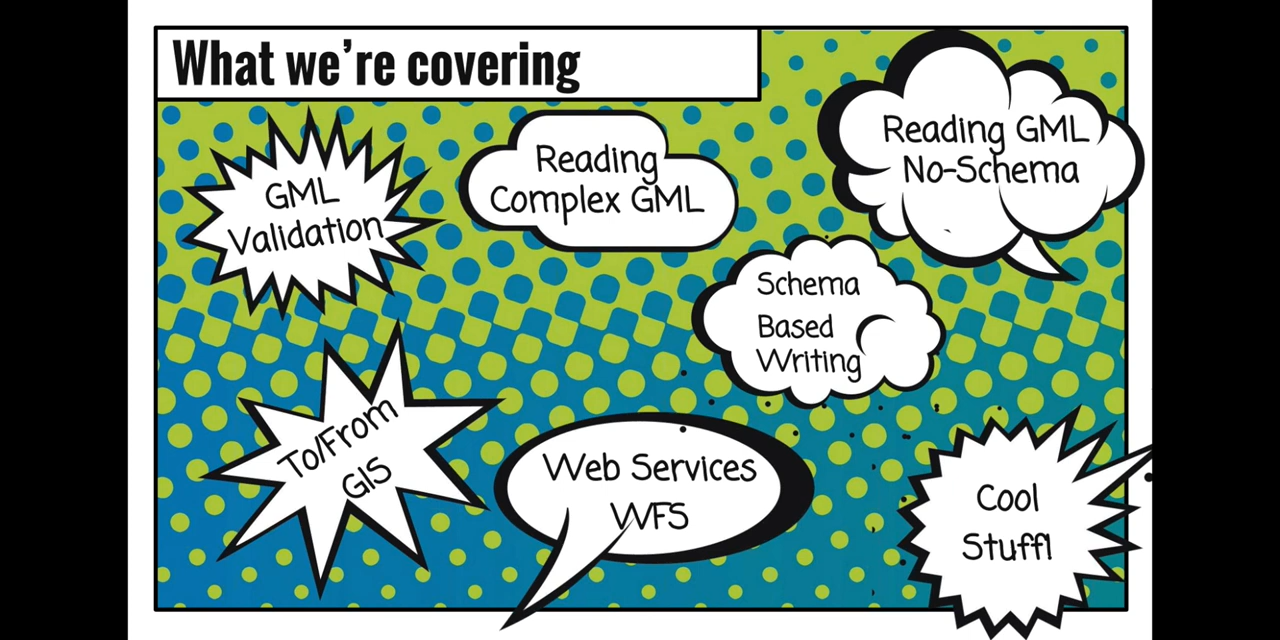 What we're covering
GML
Validation
Reading
Complex GML
Reading GML
No-Schema
Schema
Based
Writing
To/From
GIS
Web Services
WFS
Cool
Stuff!